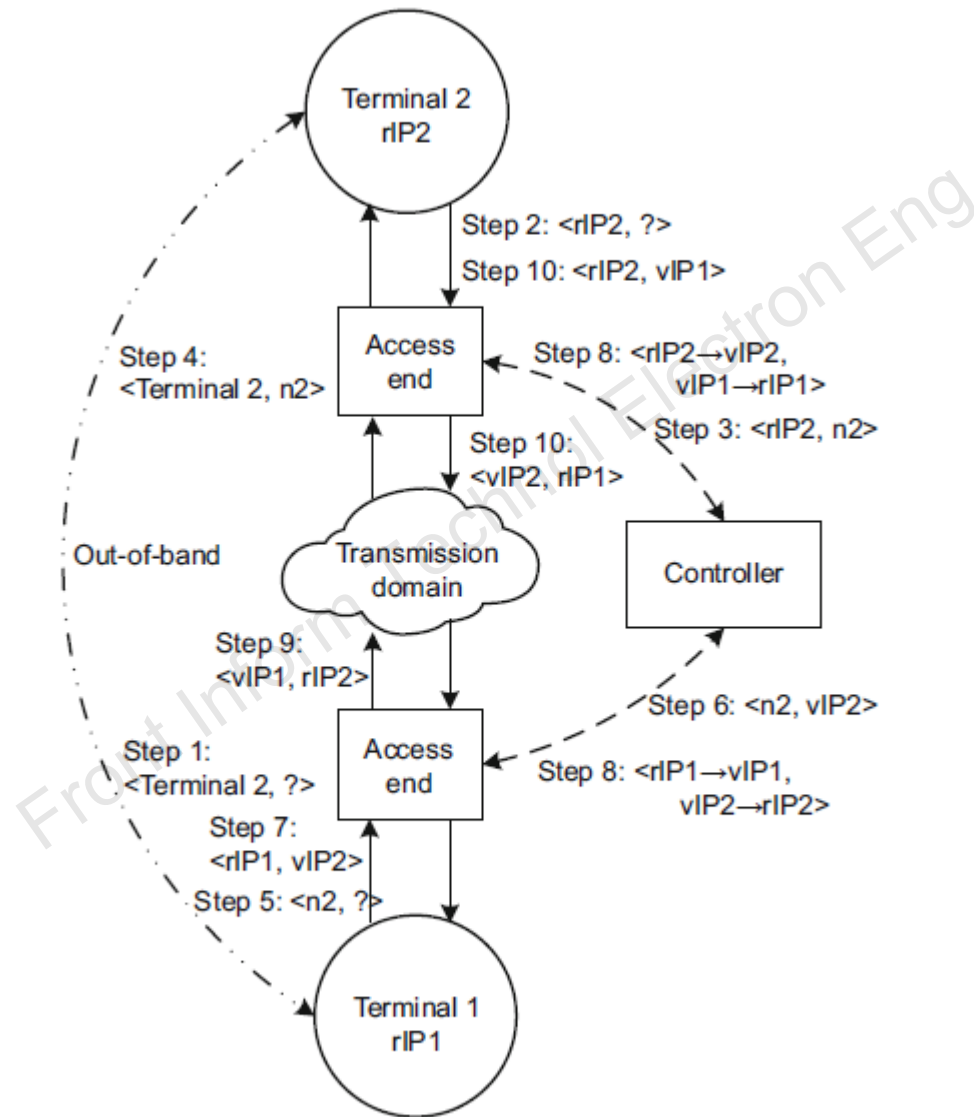 Terminal 2
rIP2
Step 2: <rIP2, ?>
Step 10: <rIP2, vIP1>
Access
end
Step 4:
<Terminal 2, n2>
Step 8: <rIP2→vIP2,
vIP1→rIP1>
Step 3: <rIP2, n2>
Step 10:
<vIP2, rIP1>
Out-of-band
Transmission
domain
Controller
Step 9:
<vIP1, rIP2>
Step 6: <n2, vIP2>
Access
end
Step 1:
<Terminal 2, ?>
Step 8: <rIP1→vIP1,
vIP2→rIP2>
Step 7:
<rIP1, vIP2>
Step 5: <n2, ?>
Terminal 1
rIP1
Front Inform Technol Electron Eng